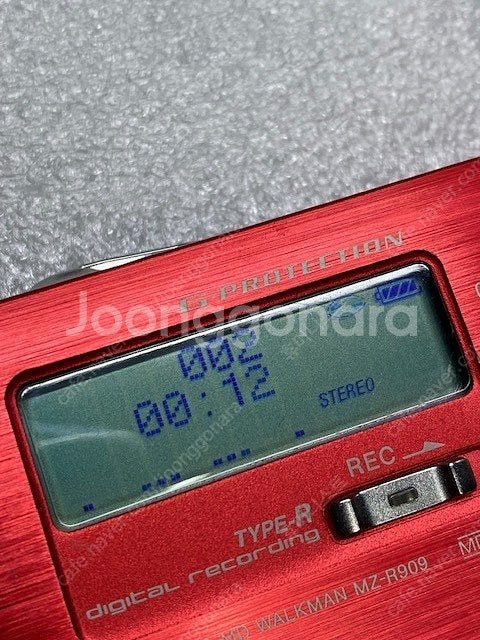 G-PROTECTION
Joonggonara
002
00:12
STEREO
REC
TYPE-R
digital recording
MD WALKMAN MZ-R909